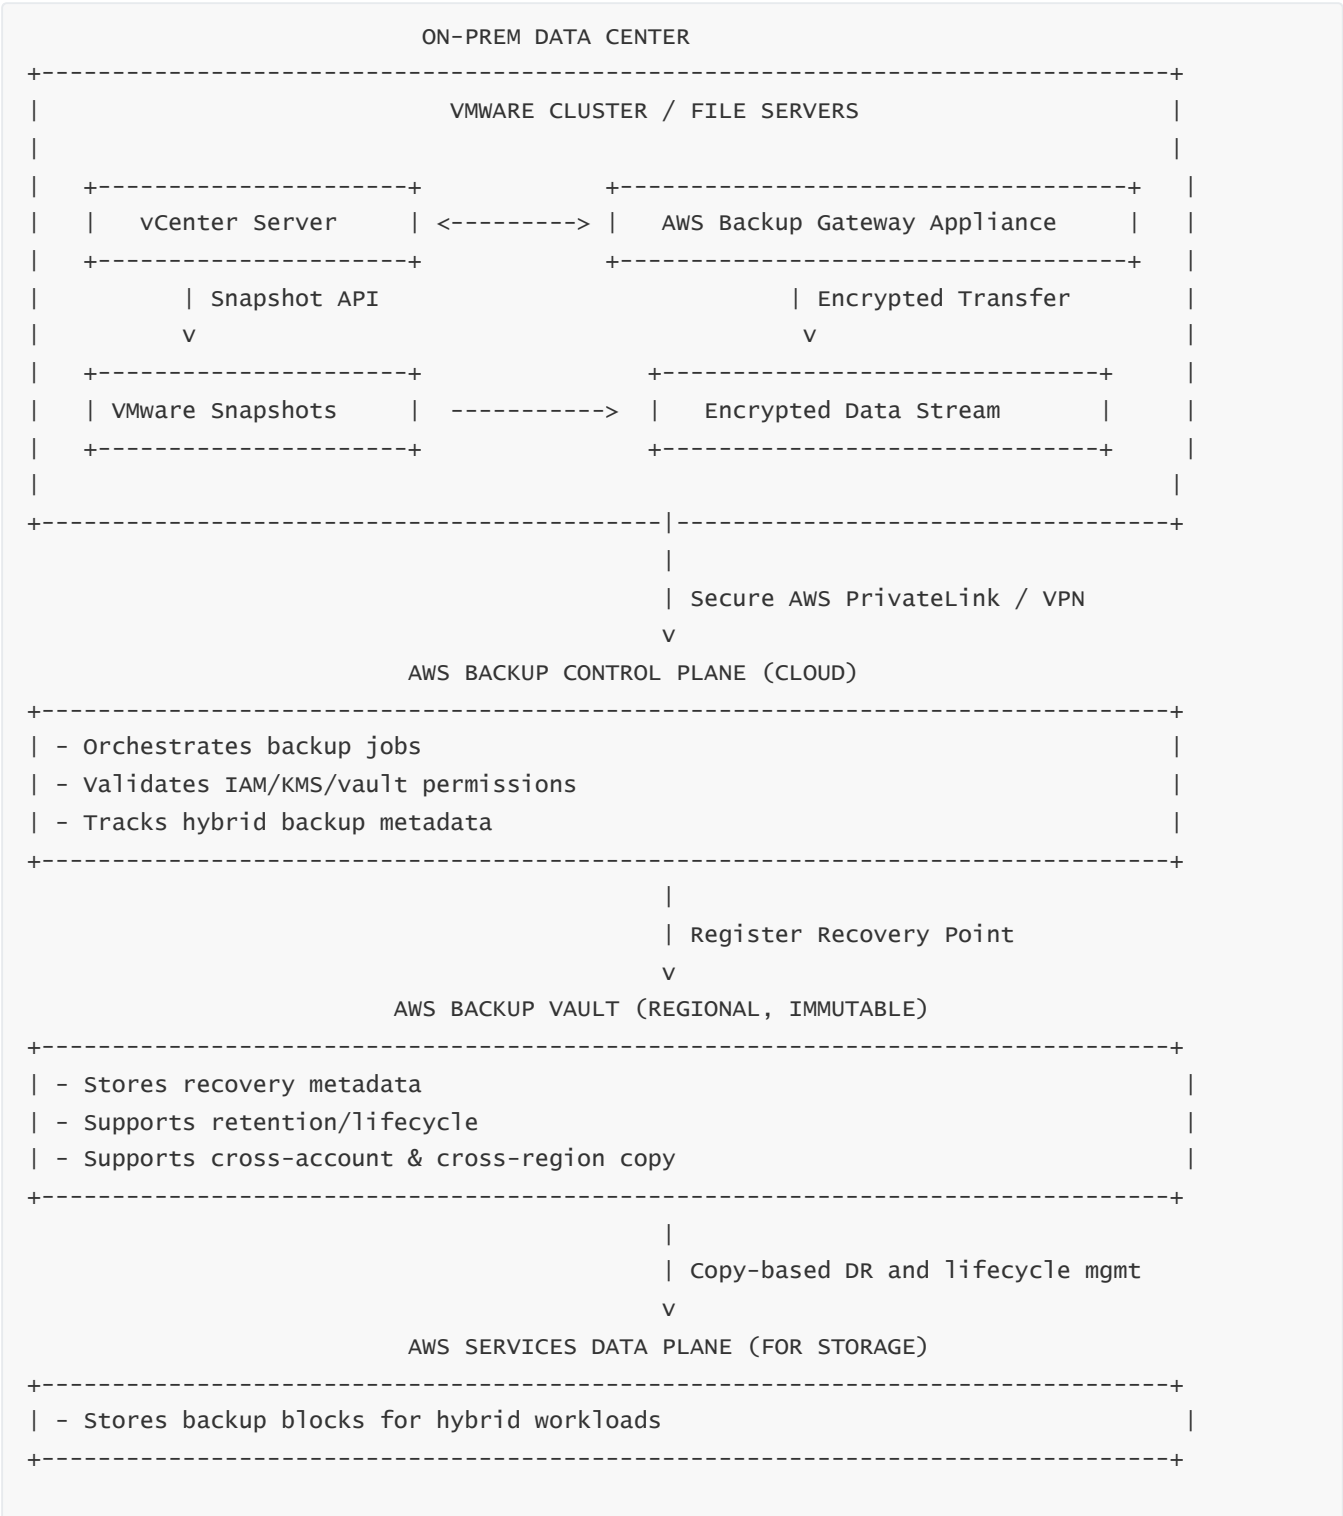 ON-PREM DATA CENTER
+--------------------------------------------------------------------------------+
|                             VMWARE CLUSTER / FILE SERVERS                      |
|                                                                                |
|   +----------------------+             +------------------------------------+   |
|   |   vCenter Server     | <---------> |   AWS Backup Gateway Appliance     |   |
|   +----------------------+             +------------------------------------+   |
|          | Snapshot API                             | Encrypted Transfer        |
|          v                                           v                          |
|   +----------------------+                +-------------------------------+     |
|   | VMware Snapshots     |  ----------->  |   Encrypted Data Stream       |     |
|   +----------------------+                +-------------------------------+     |
|                                                                                |
+--------------------------------------------|-----------------------------------+
                                             |
                                             | Secure AWS PrivateLink / VPN
                                             v
                           AWS BACKUP CONTROL PLANE (CLOUD)
+--------------------------------------------------------------------------------+
| - Orchestrates backup jobs                                                     |
| - Validates IAM/KMS/vault permissions                                          |
| - Tracks hybrid backup metadata                                                |
+--------------------------------------------------------------------------------+
                                             |
                                             | Register Recovery Point
                                             v
                          AWS BACKUP VAULT (REGIONAL, IMMUTABLE)
+--------------------------------------------------------------------------------+
| - Stores recovery metadata                                                      |
| - Supports retention/lifecycle                                                  |
| - Supports cross-account & cross-region copy                                    |
+--------------------------------------------------------------------------------+
                                             |
                                             | Copy-based DR and lifecycle mgmt
                                             v
                           AWS SERVICES DATA PLANE (FOR STORAGE)
+--------------------------------------------------------------------------------+
| - Stores backup blocks for hybrid workloads                                     |
+--------------------------------------------------------------------------------+